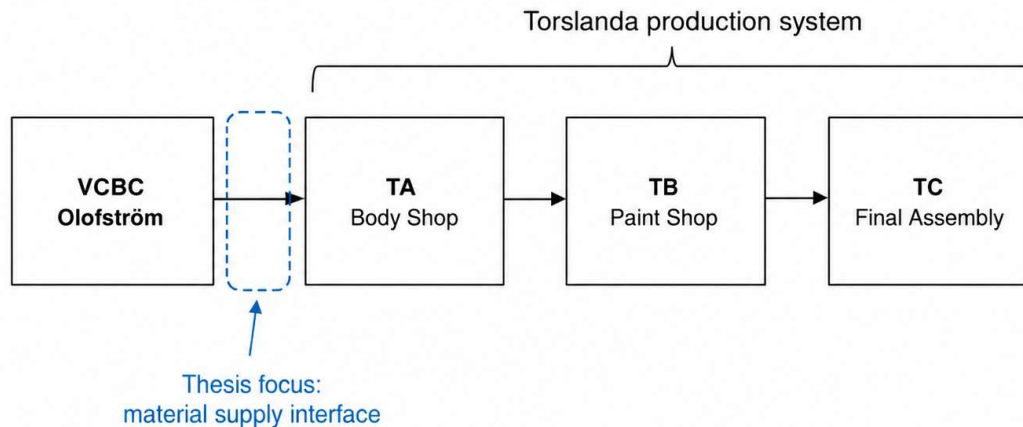 Torslanda production system
VCBC
Olofström
TA
Body Shop
TB
Paint Shop
TC
Final Assembly
Thesis focus:
material supply interface